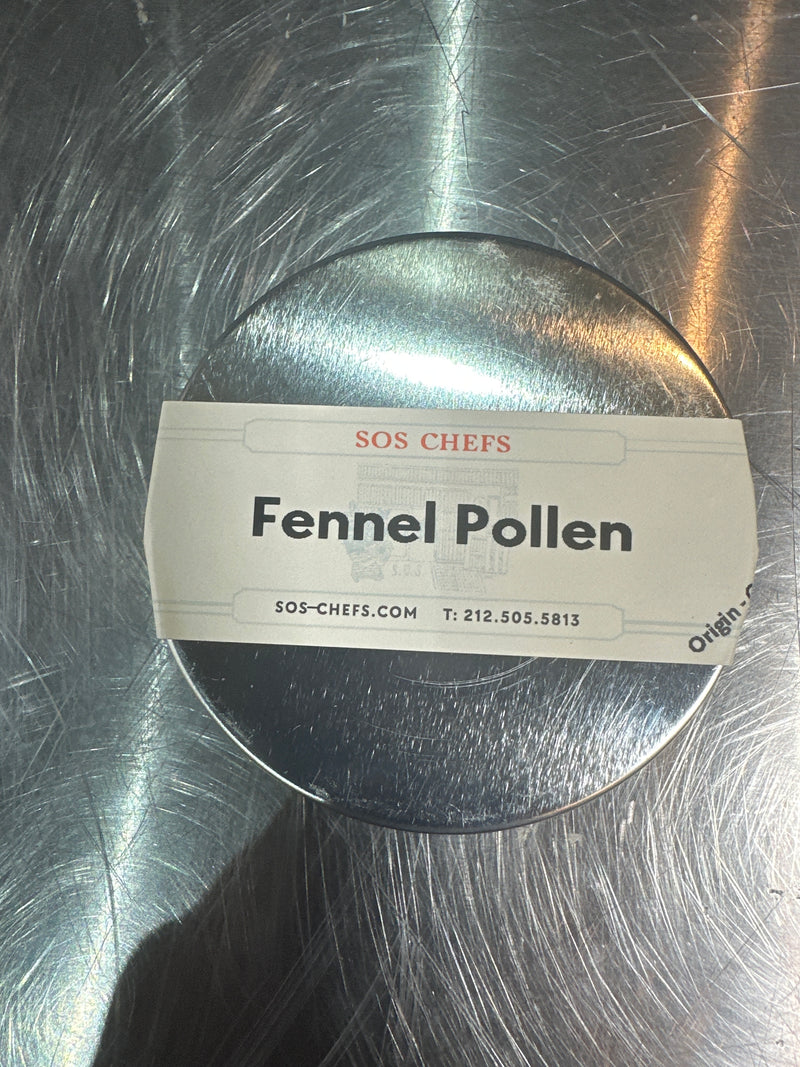 SOS CHEFS
Fennel Pollen
SOS-CHEFS.COM T: 212.505.5813
Origin -